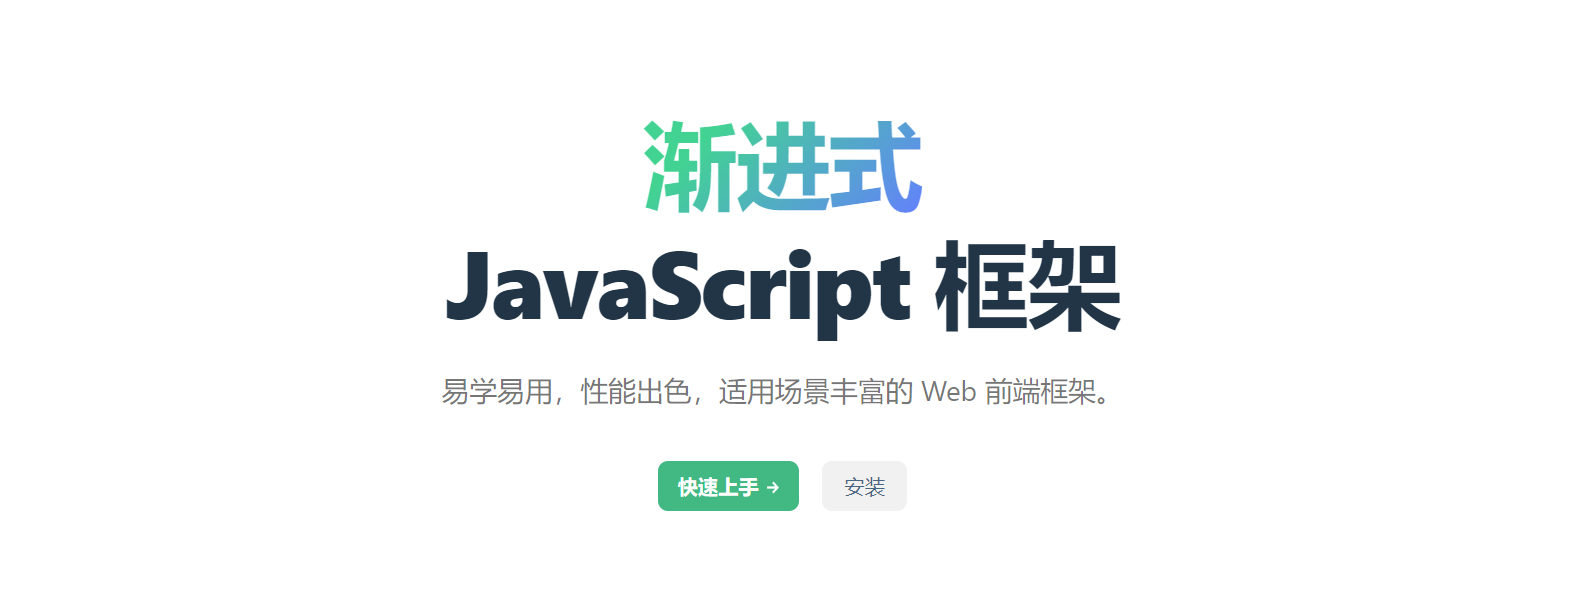 渐进式
JavaScript 框架
易学易用，性能出色，适用场景丰富的 Web 前端框架。
快速上手 →
安装